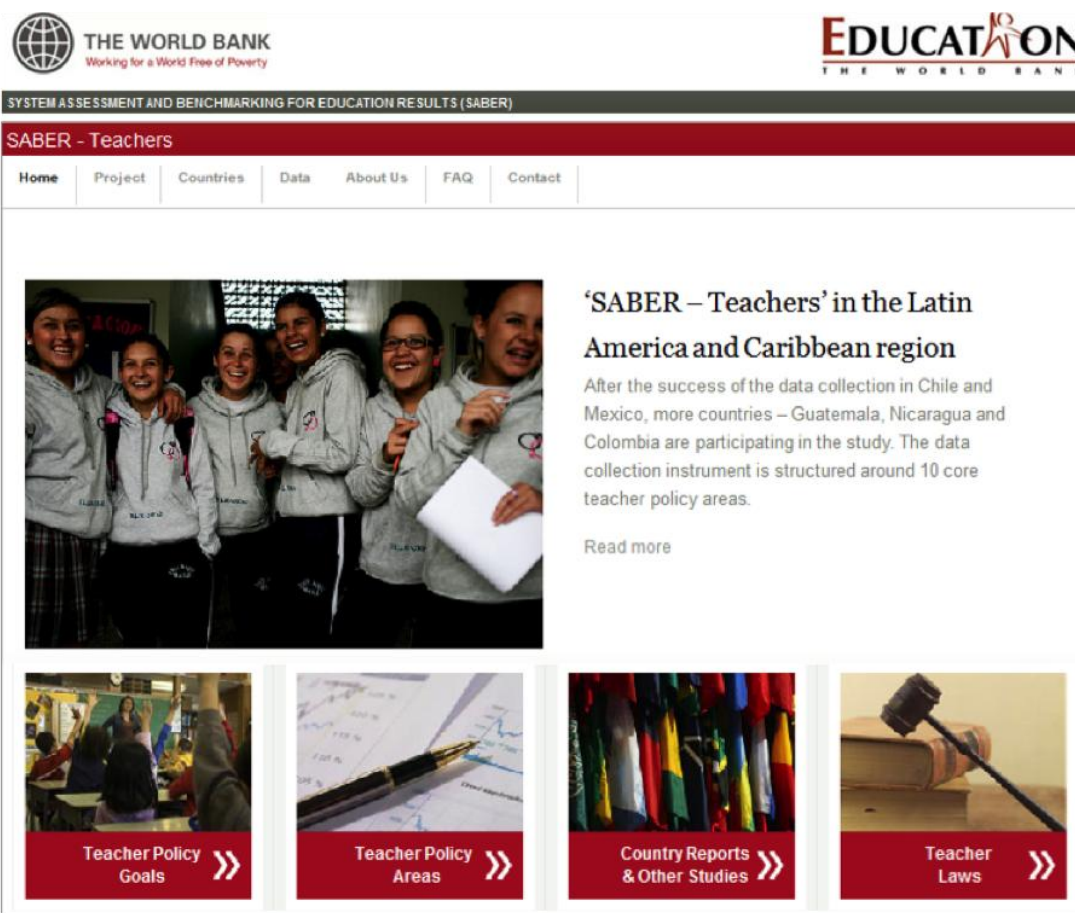 THE WORLD BANK
Working for a World Free of Poverty
EDUCATION
THE WORLD BAN
SYSTEM ASSESSMENT AND BENCHMARKING FOR EDUCATION RESULTS (SABER)
SABER - Teachers
Home Project Countries Data About Us FAQ Contact
‘SABER – Teachers’ in the Latin
America and Caribbean region
After the success of the data collection in Chile and
Mexico, more countries – Guatemala, Nicaragua and
Colombia are participating in the study. The data
collection instrument is structured around 10 core
teacher policy areas.
Read more
Teacher Policy
Goals
Teacher Policy
Areas
Country Reports
& Other Studies
Teacher
Laws